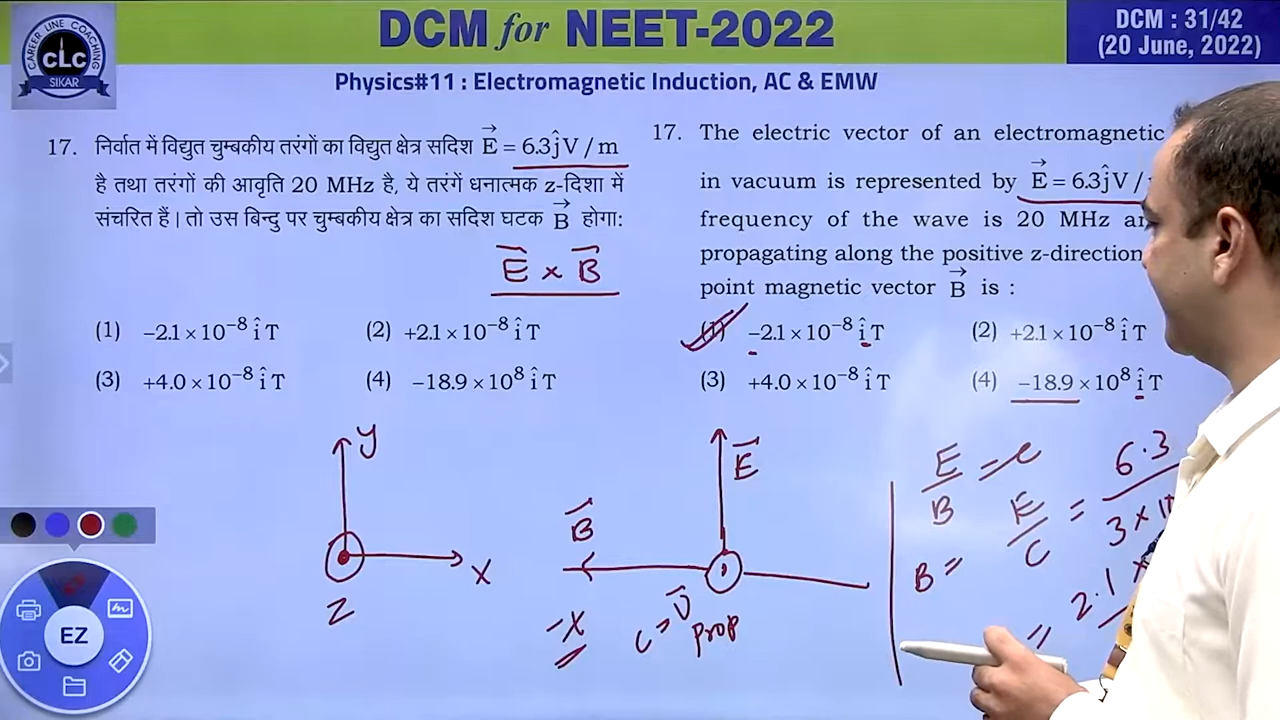 CAREER LINE COACHING
CLC
SIKAR
DCM for NEET-2022
DCM : 31/42
(20 June, 2022)
Physics#11 : Electromagnetic Induction, AC & EMW
17. निर्वात में विद्युत चुम्बकीय तरंगों का विद्युत क्षेत्र सदिश E⃗ = 6.3ĵ V / m
है तथा तरंगों की आवृति 20 MHz है, ये तरंगें धनात्मक z-दिशा में
संचरित हैं। तो उस बिन्दु पर चुम्बकीय क्षेत्र का सदिश घटक B⃗ होगा:
E⃗ × B⃗
(1) −2.1 × 10⁻⁸ î T (2) +2.1 × 10⁻⁸ î T
(3) +4.0 × 10⁻⁸ î T (4) −18.9 × 10⁸ î T
17. The electric vector of an electromagnetic
in vacuum is represented by E⃗ = 6.3ĵ V /
frequency of the wave is 20 MHz
propagating along the positive z-direction
point magnetic vector B⃗ is :
(1) −2.1 × 10⁻⁸ î T (2) +2.1 × 10⁻⁸ î T
(3) +4.0 × 10⁻⁸ î T (4) −18.9 × 10⁸ î T
y
x
z
E⃗
B⃗
-x
c = v⃗ prop
E/B = c
B = E/C = 6.3 / 3 ×
= 2.1 ×
EZ